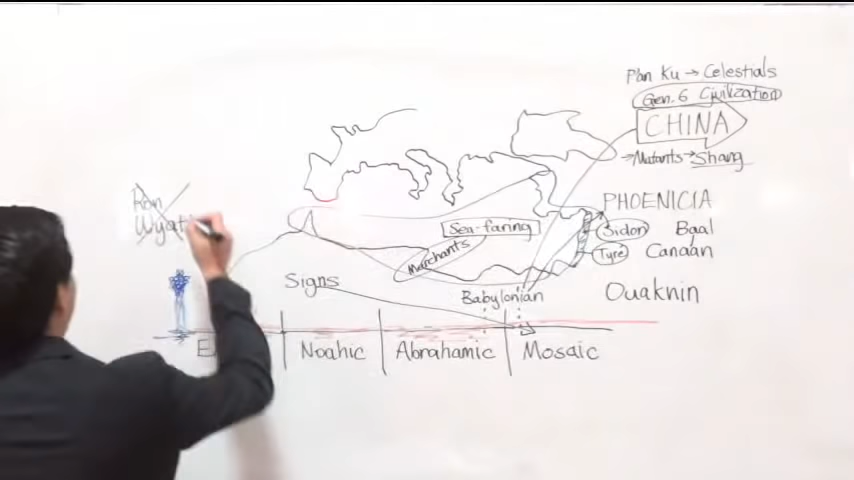 Pan Ku → Celestials
Gen. 6 Civilization
CHINA
→ Mutants → Shang
Ron
PHOENICIA
Sea-faring
Sidon Baal
Merchants
Tyre Canaan
Signs
Babylonian
Ouaknin
Noahic
Abrahamic
Mosaic